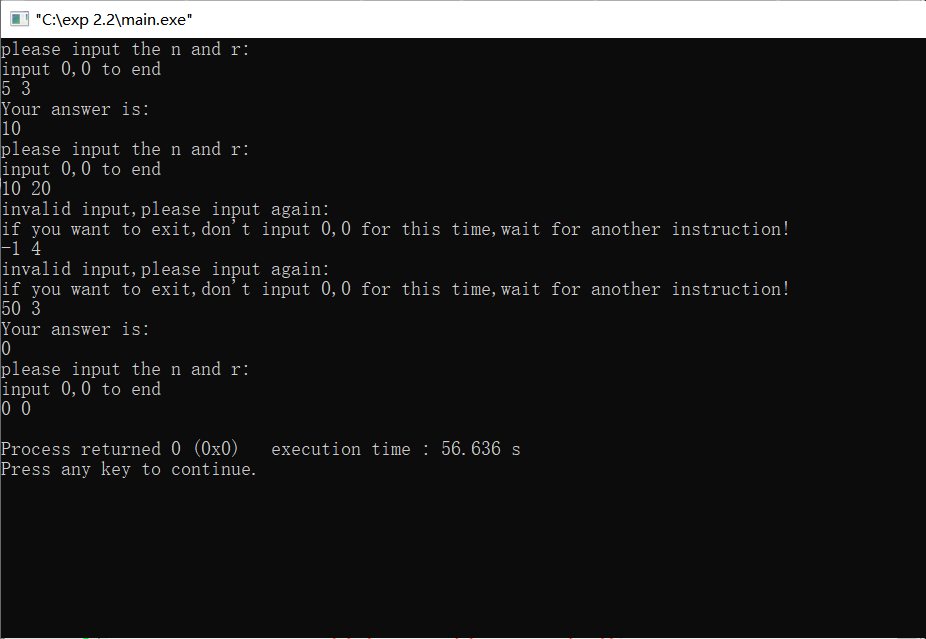 "C:\exp 2.2\main.exe"
please input the n and r:
input 0,0 to end
5 3
Your answer is:
10
please input the n and r:
input 0,0 to end
10 20
invalid input,please input again:
if you want to exit,don't input 0,0 for this time,wait for another instruction!
-1 4
invalid input,please input again:
if you want to exit,don't input 0,0 for this time,wait for another instruction!
50 3
Your answer is:
0
please input the n and r:
input 0,0 to end
0 0
Process returned 0 (0x0)   execution time : 56.636 s
Press any key to continue.